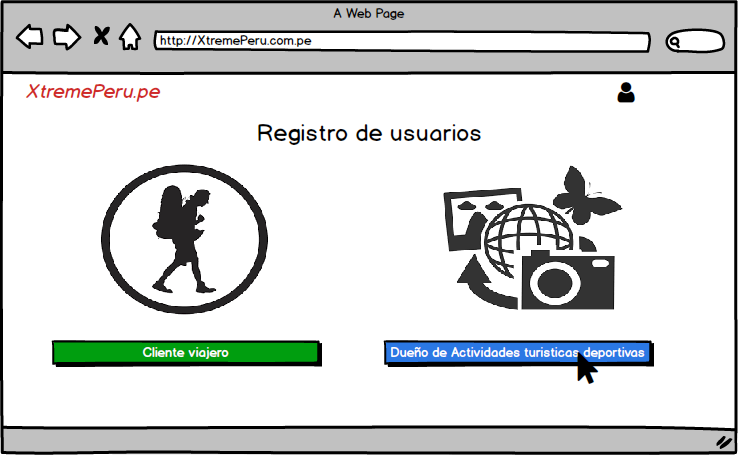 A Web Page
http://XtremePeru.com.pe
XtremePeru.pe
Registro de usuarios
Cliente viajero
Dueño de Actividades turisticas deportivas